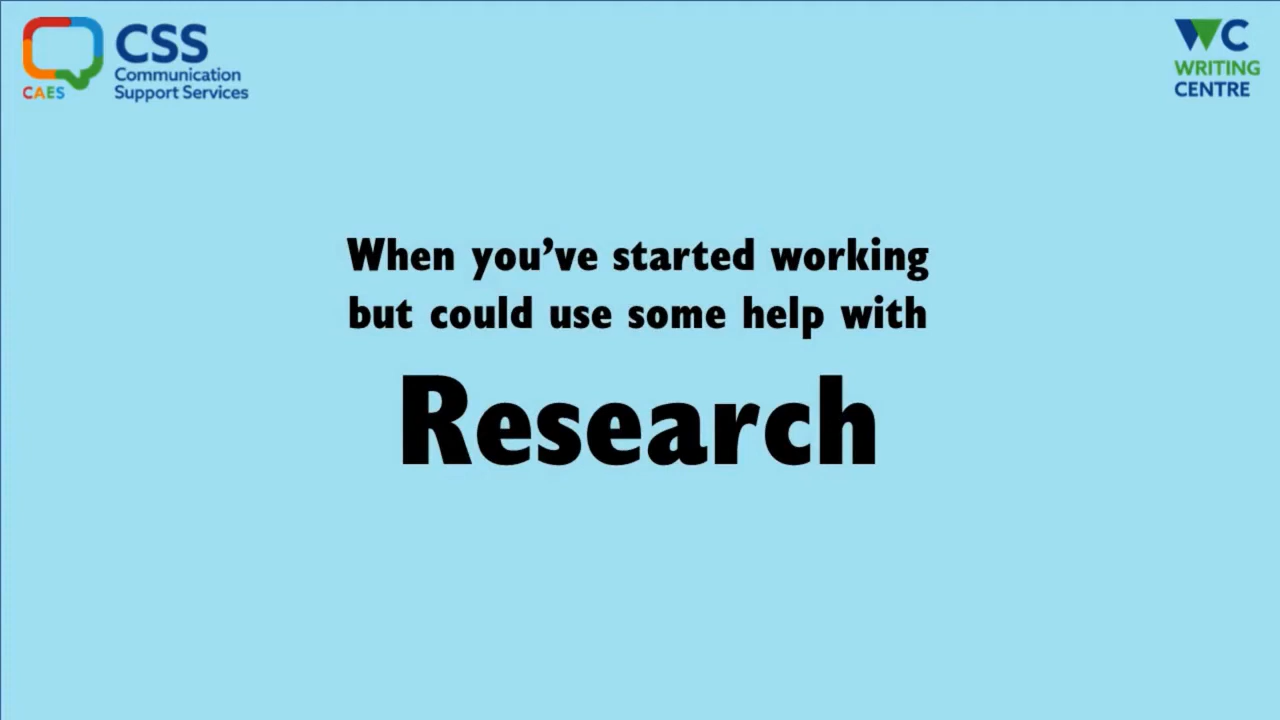 CSS
Communication
Support Services
CAES
WC
WRITING
CENTRE
When you've started working
but could use some help with
Research